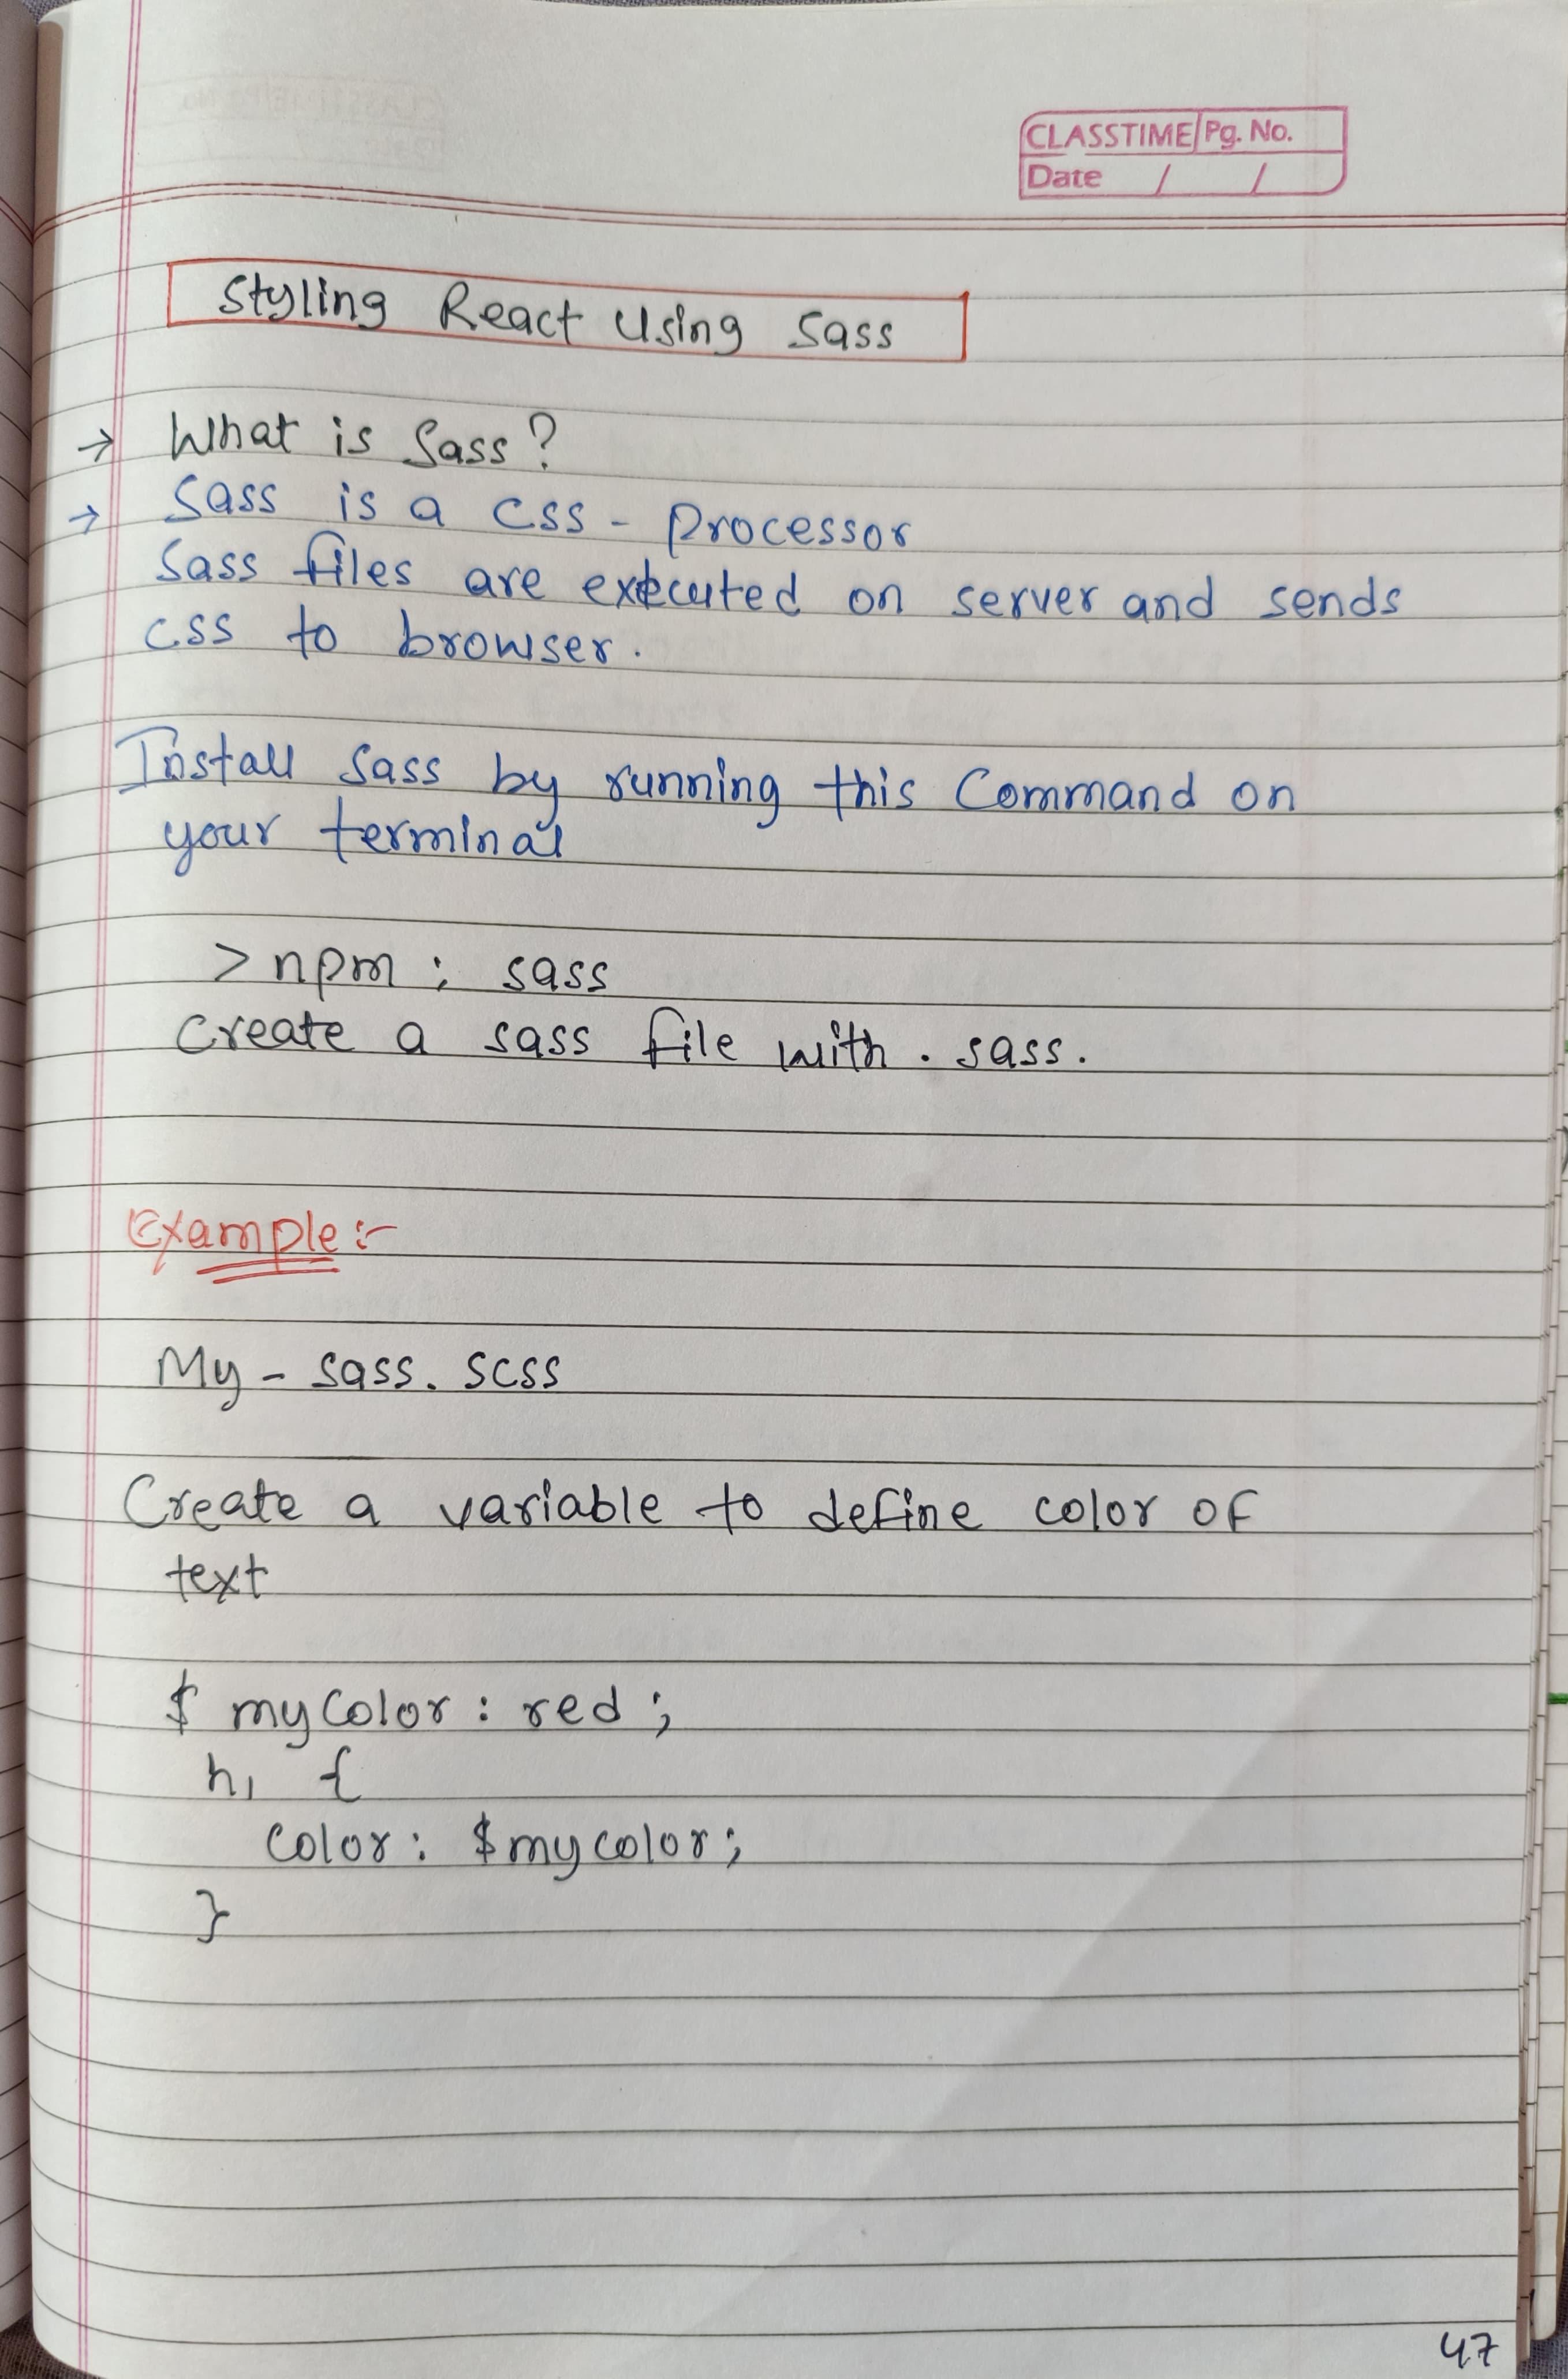 CLASSTIME Pg. No.
Date / /
Styling React Using Sass
→ What is Sass?
→ Sass is a css - Processor
Sass files are executed on server and sends
css to browser.
Install Sass by running this Command on
your terminal
> npm ; sass
Create a sass file with . sass.
Example :-
My - sass. scss
Create a variable to define color of
text
$ myColor : red ;
h1 {
color : $mycolor ;
}
47